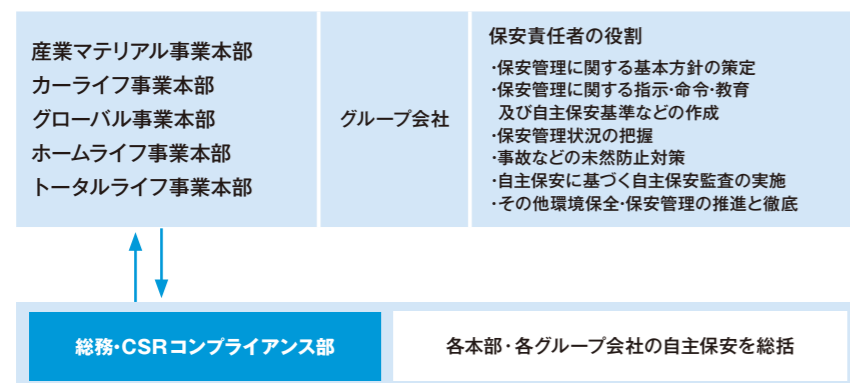 産業マテリアル事業本部
カーライフ事業本部
グローバル事業本部
ホームライフ事業本部
トータルライフ事業本部
グループ会社
保安責任者の役割
・保安管理に関する基本方針の策定
・保安管理に関する指示・命令・教育
及び自主保安基準などの作成
・保安管理状況の把握
・事故などの未然防止対策
・自主保安に基づく自主保安監査の実施
・その他環境保全・保安管理の推進と徹底
総務・CSRコンプライアンス部
各本部・各グループ会社の自主保安を総括